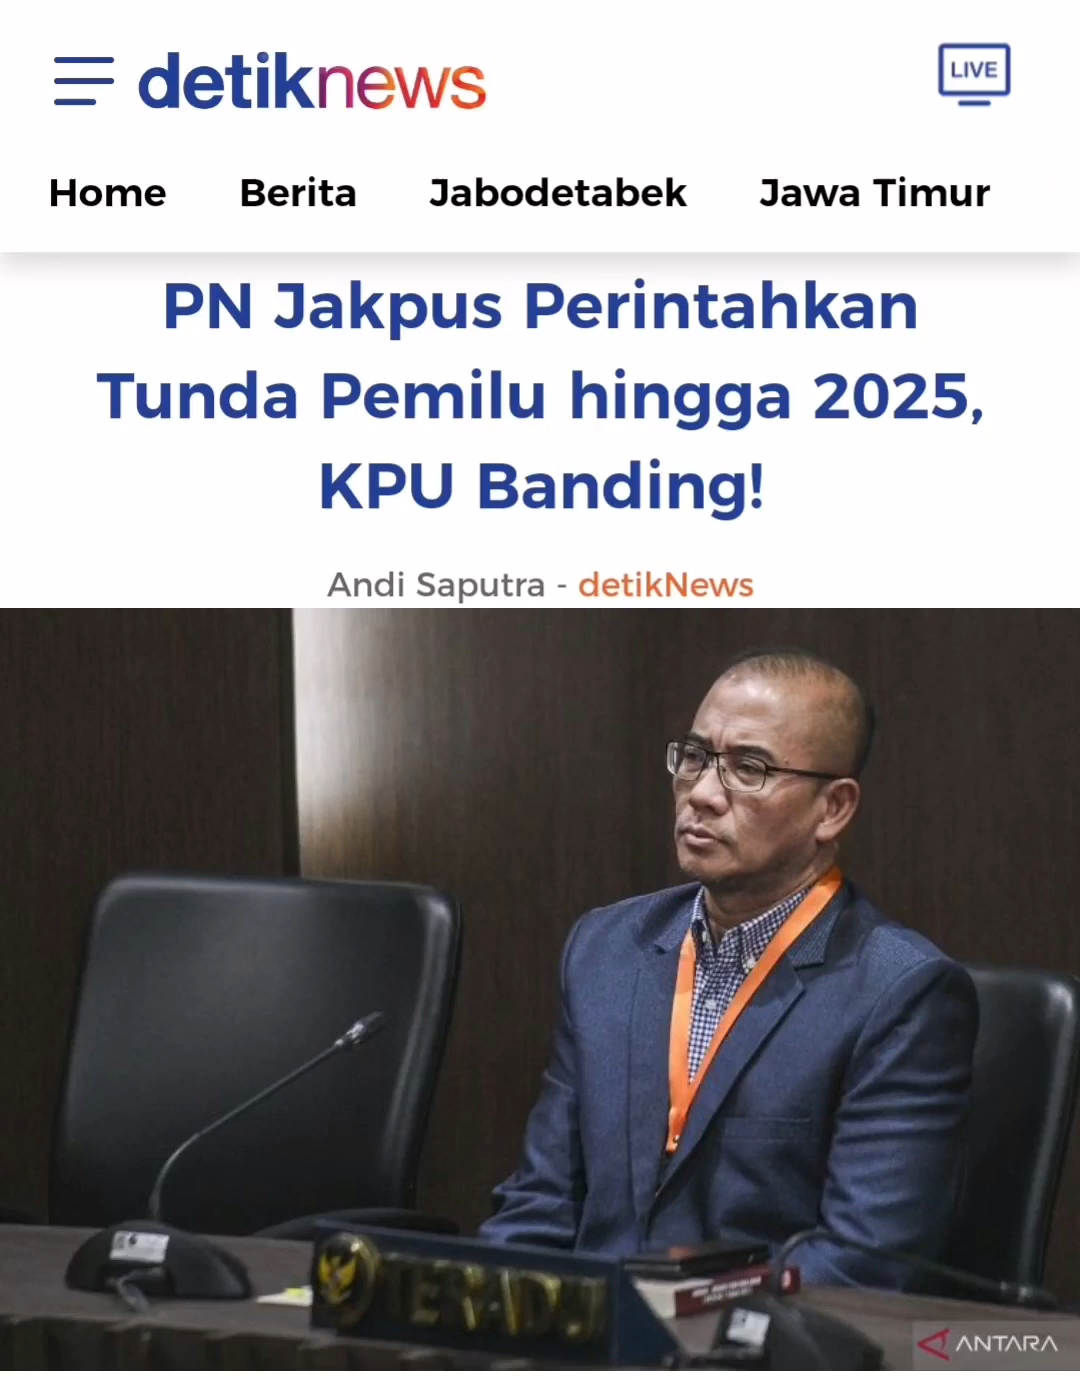 detiknews
LIVE
Home Berita Jabodetabek Jawa Timur
PN Jakpus Perintahkan
Tunda Pemilu hingga 2025,
KPU Banding!
Andi Saputra - detikNews
TERADU
ANTARA